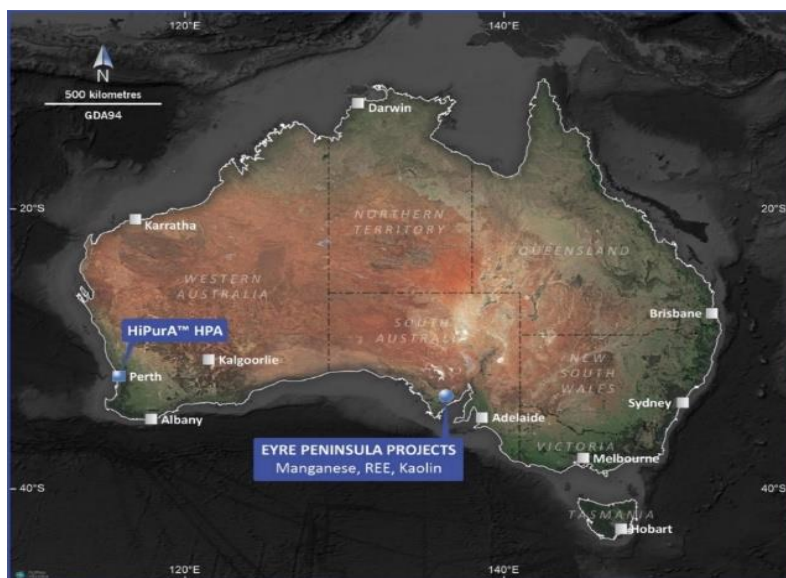 120°E
140°E
N
500 kilometres
GDA94
Darwin
20°S
20°S
Karratha
NORTHERN
TERRITORY
QUEENSLAND
WESTERN
AUSTRALIA
Brisbane
HiPurA™ HPA
SOUTH
AUSTRALIA
Kalgoorlie
NEW
SOUTH
WALES
Perth
Sydney
Albany
Adelaide
EYRE PENINSULA PROJECTS
Manganese, REE, Kaolin
VICTORIA
Melbourne
40°S
40°S
TASMANIA
Hobart
120°E
140°E